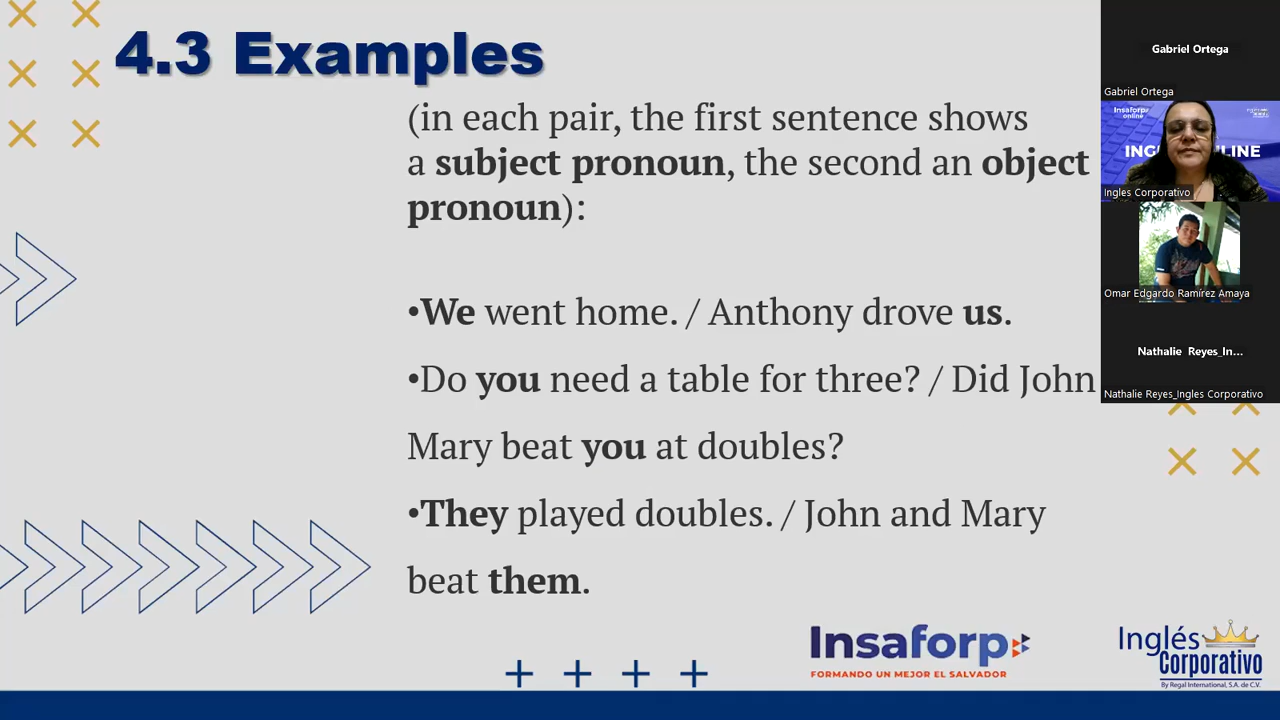 4.3 Examples
(in each pair, the first sentence shows
a subject pronoun, the second an object
pronoun):
•We went home. / Anthony drove us.
•Do you need a table for three? / Did John
Mary beat you at doubles?
•They played doubles. / John and Mary
beat them.
Insaforp
FORMANDO UN MEJOR EL SALVADOR
Inglés
Corporativo
By Regal International, S.A. de C.V.
Gabriel Ortega
Gabriel Ortega
Insaforp
online
Ingles Corporativo
Omar Edgardo Ramírez Amaya
Nathalie Reyes_In...
Nathalie Reyes_Ingles Corporativo